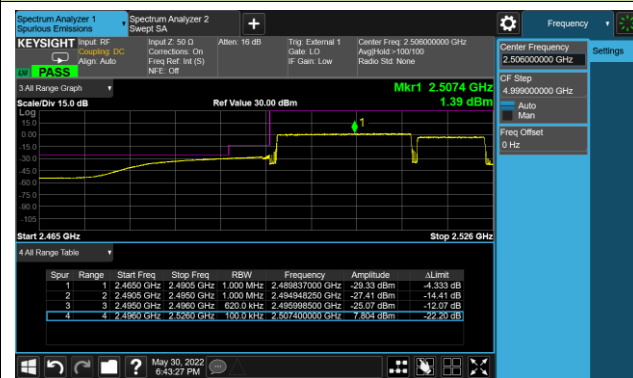 Spectrum Analyzer 1
Spurious Emissions
Spectrum Analyzer 2
Swept SA
+
Frequency
KEYSIGHT
Input: RF
Coupling: DC
Align: Auto
Input Z: 50 Ω
Corrections: On
Freq Ref: Int (S)
NFE: Off
Atten: 16 dB
Trig: External 1
Gate: LO
IF Gain: Low
Center Freq: 2.506000000 GHz
Avg|Hold:>100/100
Radio Std: None
LM PASS
Center Frequency
2.506000000 GHz
Settings
CF Step
4.999000000 GHz
Auto
Man
Freq Offset
0 Hz
3 All Range Graph
Mkr1 2.5074 GHz
Scale/Div 15.0 dB
Ref Value 30.00 dBm
1.39 dBm
Log
15.0
0.00
-15.0
-30.0
-45.0
-60.0
-75.0
-90.0
-105
1
Start 2.465 GHz
Stop 2.526 GHz
4 All Range Table
Spur Range Start Freq Stop Freq RBW Frequency Amplitude ΔLimit
1 1 2.4650 GHz 2.4905 GHz 1.000 MHz 2.489837000 GHz -29.33 dBm -4.333 dB
2 2 2.4905 GHz 2.4950 GHz 1.000 MHz 2.494948250 GHz -27.41 dBm -14.41 dB
3 3 2.4950 GHz 2.4960 GHz 620.0 kHz 2.495998500 GHz -25.07 dBm -12.07 dB
4 4 2.4960 GHz 2.5260 GHz 100.0 kHz 2.507400000 GHz 7.804 dBm -22.20 dB
?
May 30, 2022
6:43:27 PM